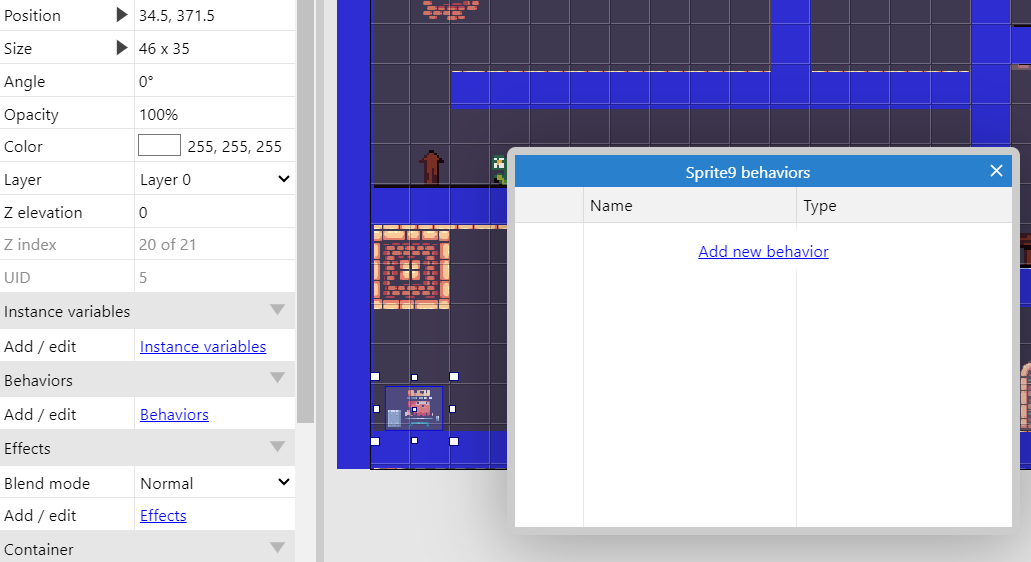 Position 34.5, 371.5
Size 46 x 35
Angle 0°
Opacity 100%
Color 255, 255, 255
Layer Layer 0
Z elevation 0
Z index 20 of 21
UID 5
Instance variables
Add / edit Instance variables
Behaviors
Add / edit Behaviors
Effects
Blend mode Normal
Add / edit Effects
Container
Sprite9 behaviors
Name Type
Add new behavior